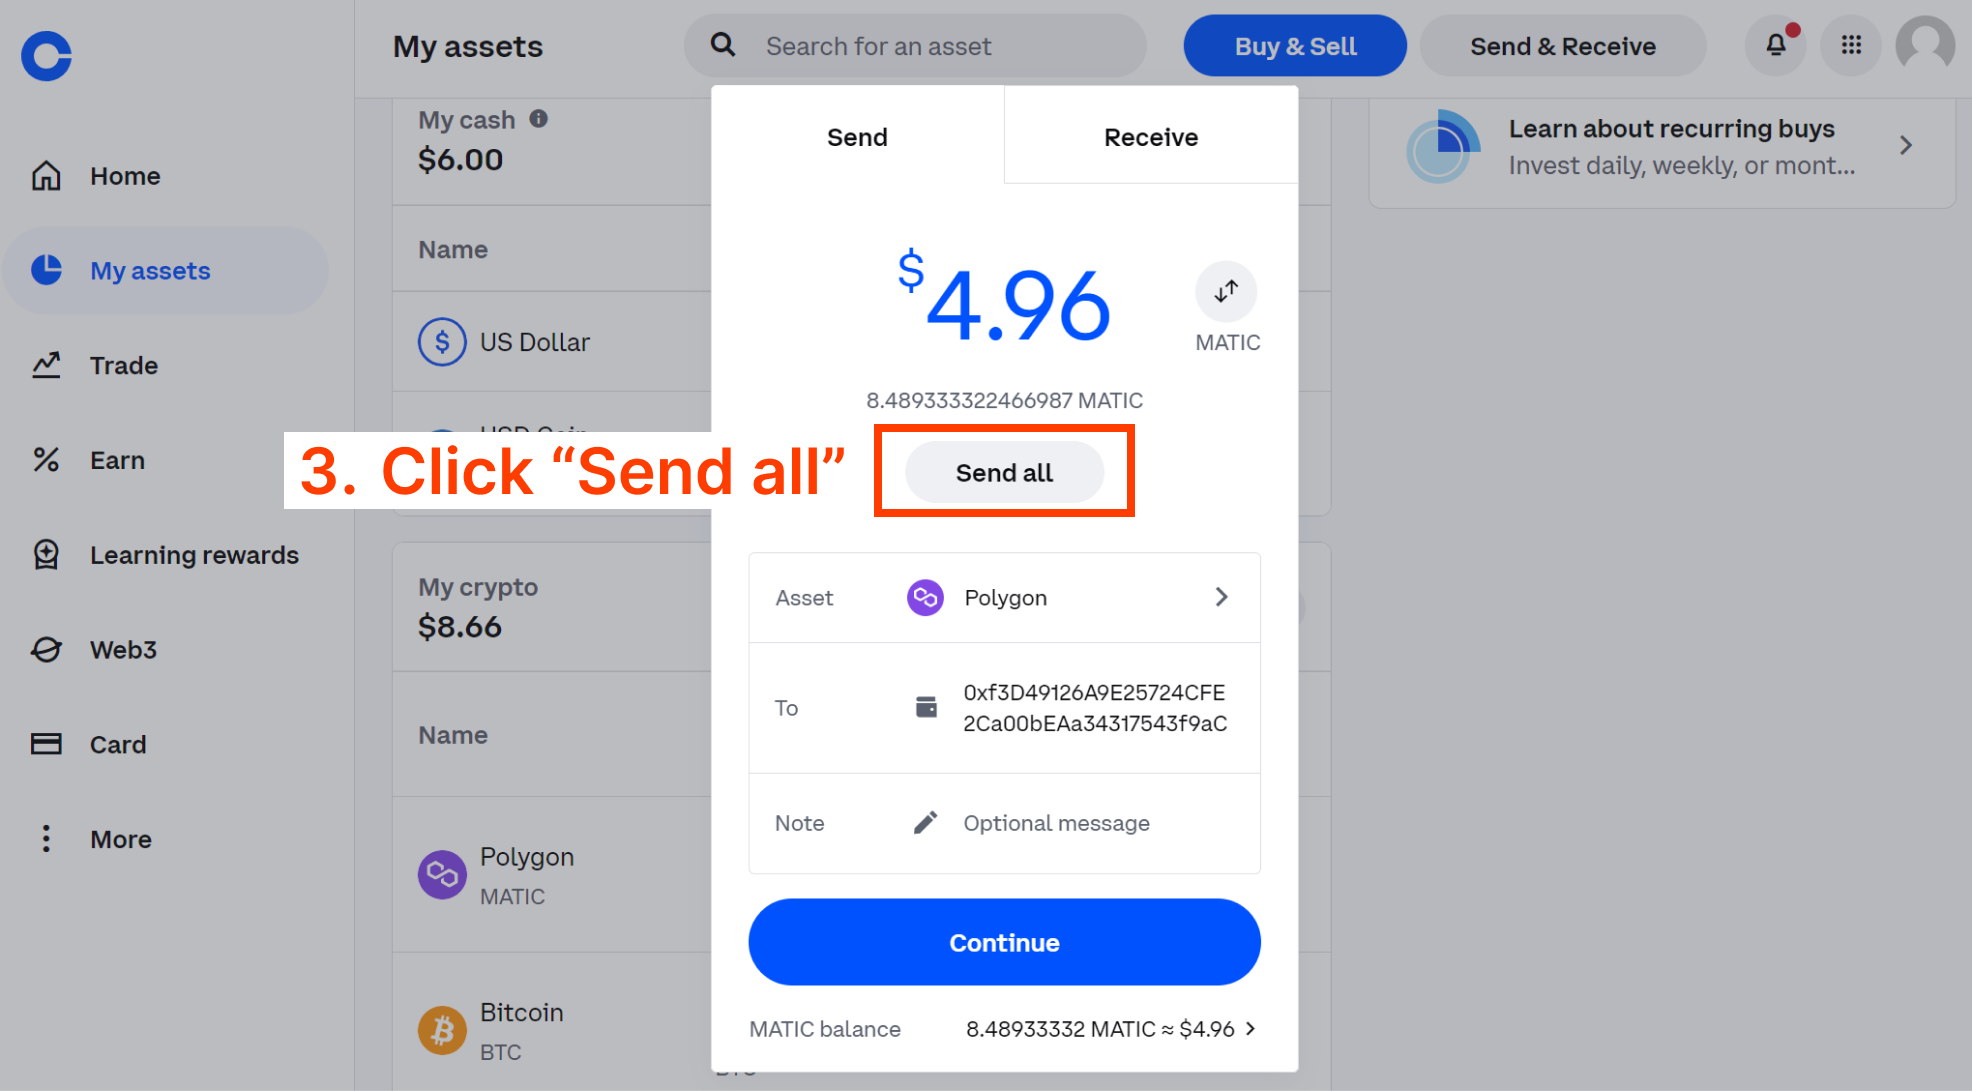 My assets
Search for an asset
Buy & Sell
Send & Receive
Home
My assets
Trade
Earn
Learning rewards
Web3
Card
More
My cash
$6.00
Name
$ US Dollar
My crypto
$8.66
Name
Polygon
MATIC
Bitcoin
BTC
Send
Receive
$4.96
MATIC
8.489333322466987 MATIC
3. Click “Send all”
Send all
Asset Polygon
To 0xf3D49126A9E25724CFE
2Ca00bEAa34317543f9aC
Note Optional message
Continue
MATIC balance 8.48933332 MATIC ≈ $4.96
Learn about recurring buys
Invest daily, weekly, or mont...